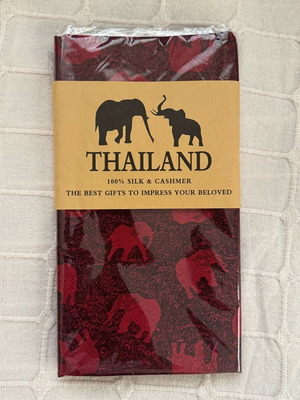 THAILAND
100% SILK & CASHMER
THE BEST GIFTS TO IMPRESS YOUR BELOVED